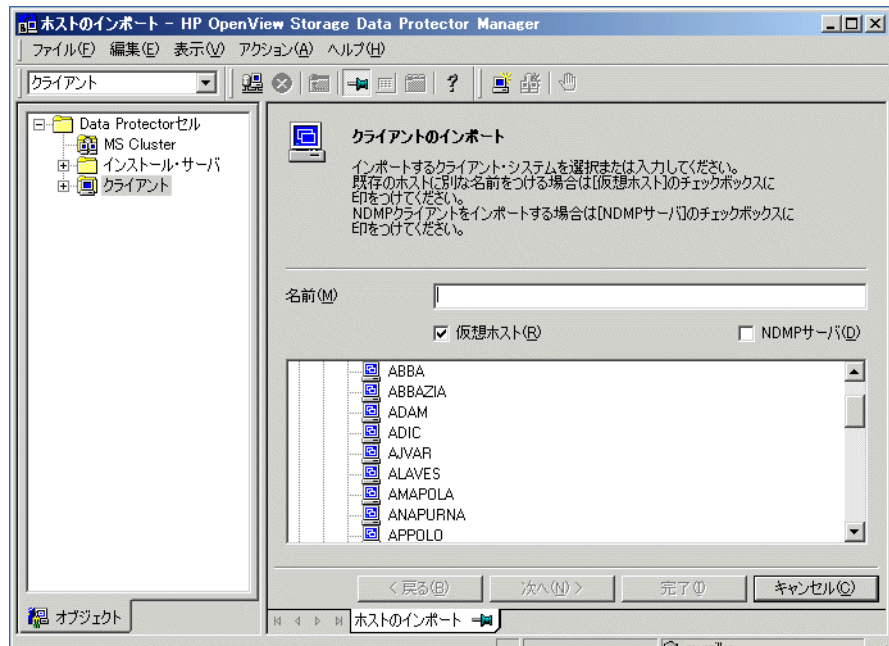 ホストのインポート - HP OpenView Storage Data Protector Manager
ファイル(F) 編集(E) 表示(V) アクション(A) ヘルプ(H)
クライアント
Data Protectorセル
MS Cluster
インストール・サーバ
クライアント
オブジェクト
クライアントのインポート
インポートするクライアント・システムを選択または入力してください。
既存のホストに別な名前をつける場合は[仮想ホスト]のチェックボックスに
印をつけてください。
NDMPクライアントをインポートする場合は[NDMPサーバ]のチェックボックスに
印をつけてください。
名前(M)
仮想ホスト(R) NDMPサーバ(D)
ABBA
ABBAZIA
ADAM
ADIC
AJVAR
ALAVES
AMAPOLA
ANAPURNA
APPOLO
< 戻る(B) 次へ(N) > 完了(I) キャンセル(C)
ホストのインポート